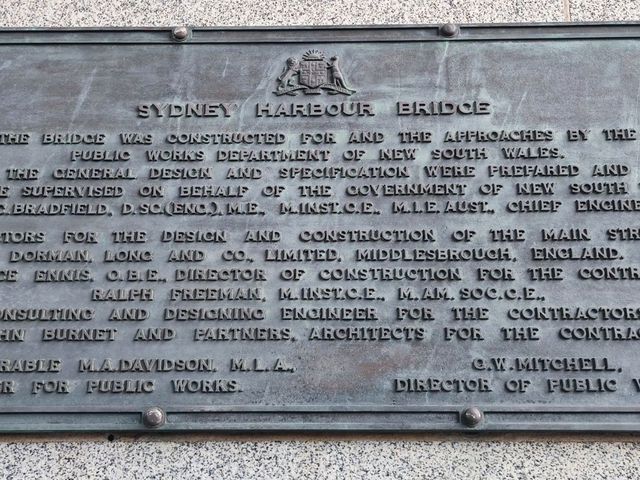 SYDNEY HARBOUR BRIDGE
THE BRIDGE WAS CONSTRUCTED FOR AND THE APPROACHES BY THE
PUBLIC WORKS DEPARTMENT OF NEW SOUTH WALES.
THE GENERAL DESIGN AND SPECIFICATION WERE PREPARED AND
E SUPERVISED ON BEHALF OF THE GOVERNMENT OF NEW SOUTH
C. BRADFIELD, D.SC.(ENG.), M.E., M.INST.C.E., M.I.E. AUST., CHIEF ENGINE
CTORS FOR THE DESIGN AND CONSTRUCTION OF THE MAIN STR
DORMAN, LONG AND CO., LIMITED, MIDDLESBROUGH, ENGLAND.
CE ENNIS, O.B.E., DIRECTOR OF CONSTRUCTION FOR THE CONTR
RALPH FREEMAN, M.INST.C.E., M.AM.SOC.C.E.,
ONSULTING AND DESIGNING ENGINEER FOR THE CONTRACTORS
HN BURNET AND PARTNERS, ARCHITECTS FOR THE CONTRA
RABLE M.A.DAVIDSON, M.L.A., G.W.MITCHELL,
ER FOR PUBLIC WORKS. DIRECTOR OF PUBLIC W